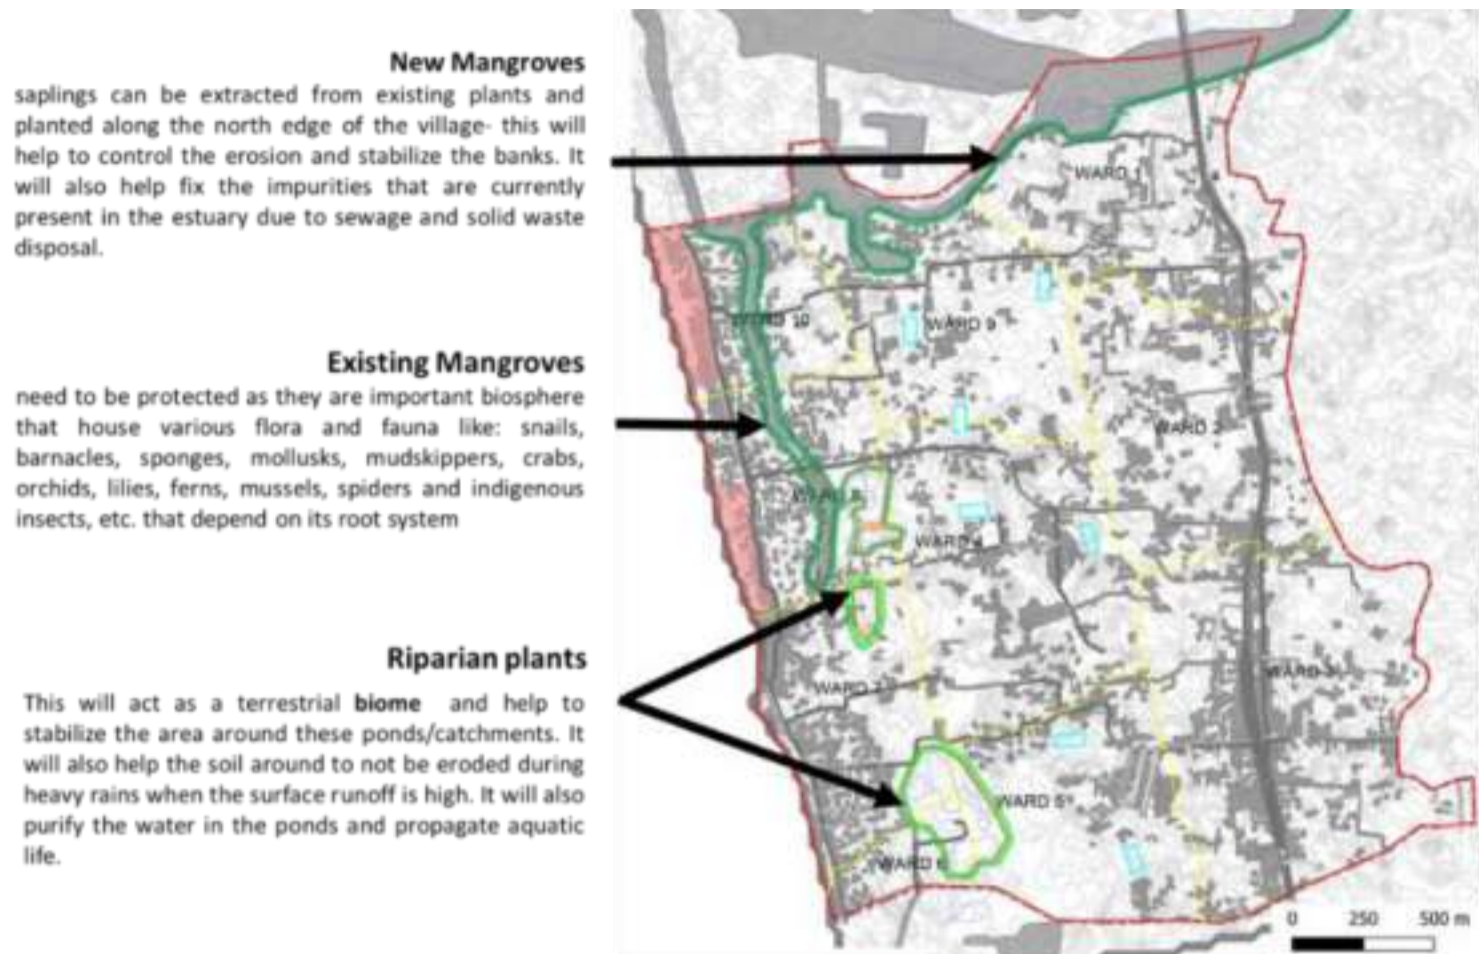 New Mangroves
saplings can be extracted from existing plants and
planted along the north edge of the village- this will
help to control the erosion and stabilize the banks. It
will also help fix the impurities that are currently
present in the estuary due to sewage and solid waste
disposal.
Existing Mangroves
need to be protected as they are important biosphere
that house various flora and fauna like: snails,
barnacles, sponges, mollusks, mudskippers, crabs,
orchids, lilies, ferns, mussels, spiders and indigenous
insects, etc. that depend on its root system
Riparian plants
This will act as a terrestrial biome and help to
stabilize the area around these ponds/catchments. It
will also help the soil around to not be eroded during
heavy rains when the surface runoff is high. It will also
purify the water in the ponds and propagate aquatic
life.
WARD 1
WARD 10
WARD 9
WARD 2
WARD 8
WARD 4
WARD 3
WARD 7
WARD 5
WARD 6
0 250 500 m